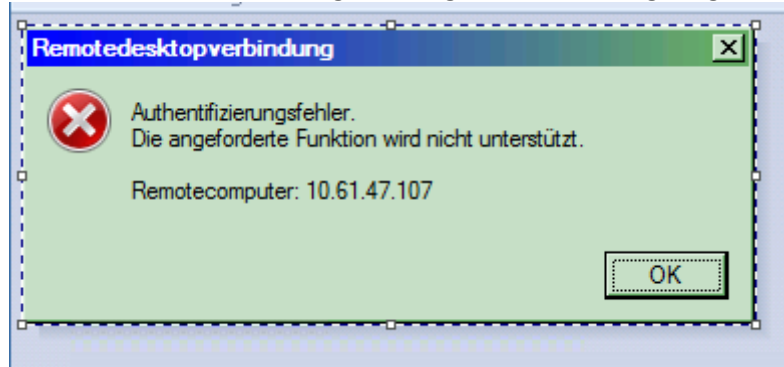 Remotedesktopverbindung
Authentifizierungsfehler.
Die angeforderte Funktion wird nicht unterstützt.
Remotecomputer: 10.61.47.107
OK